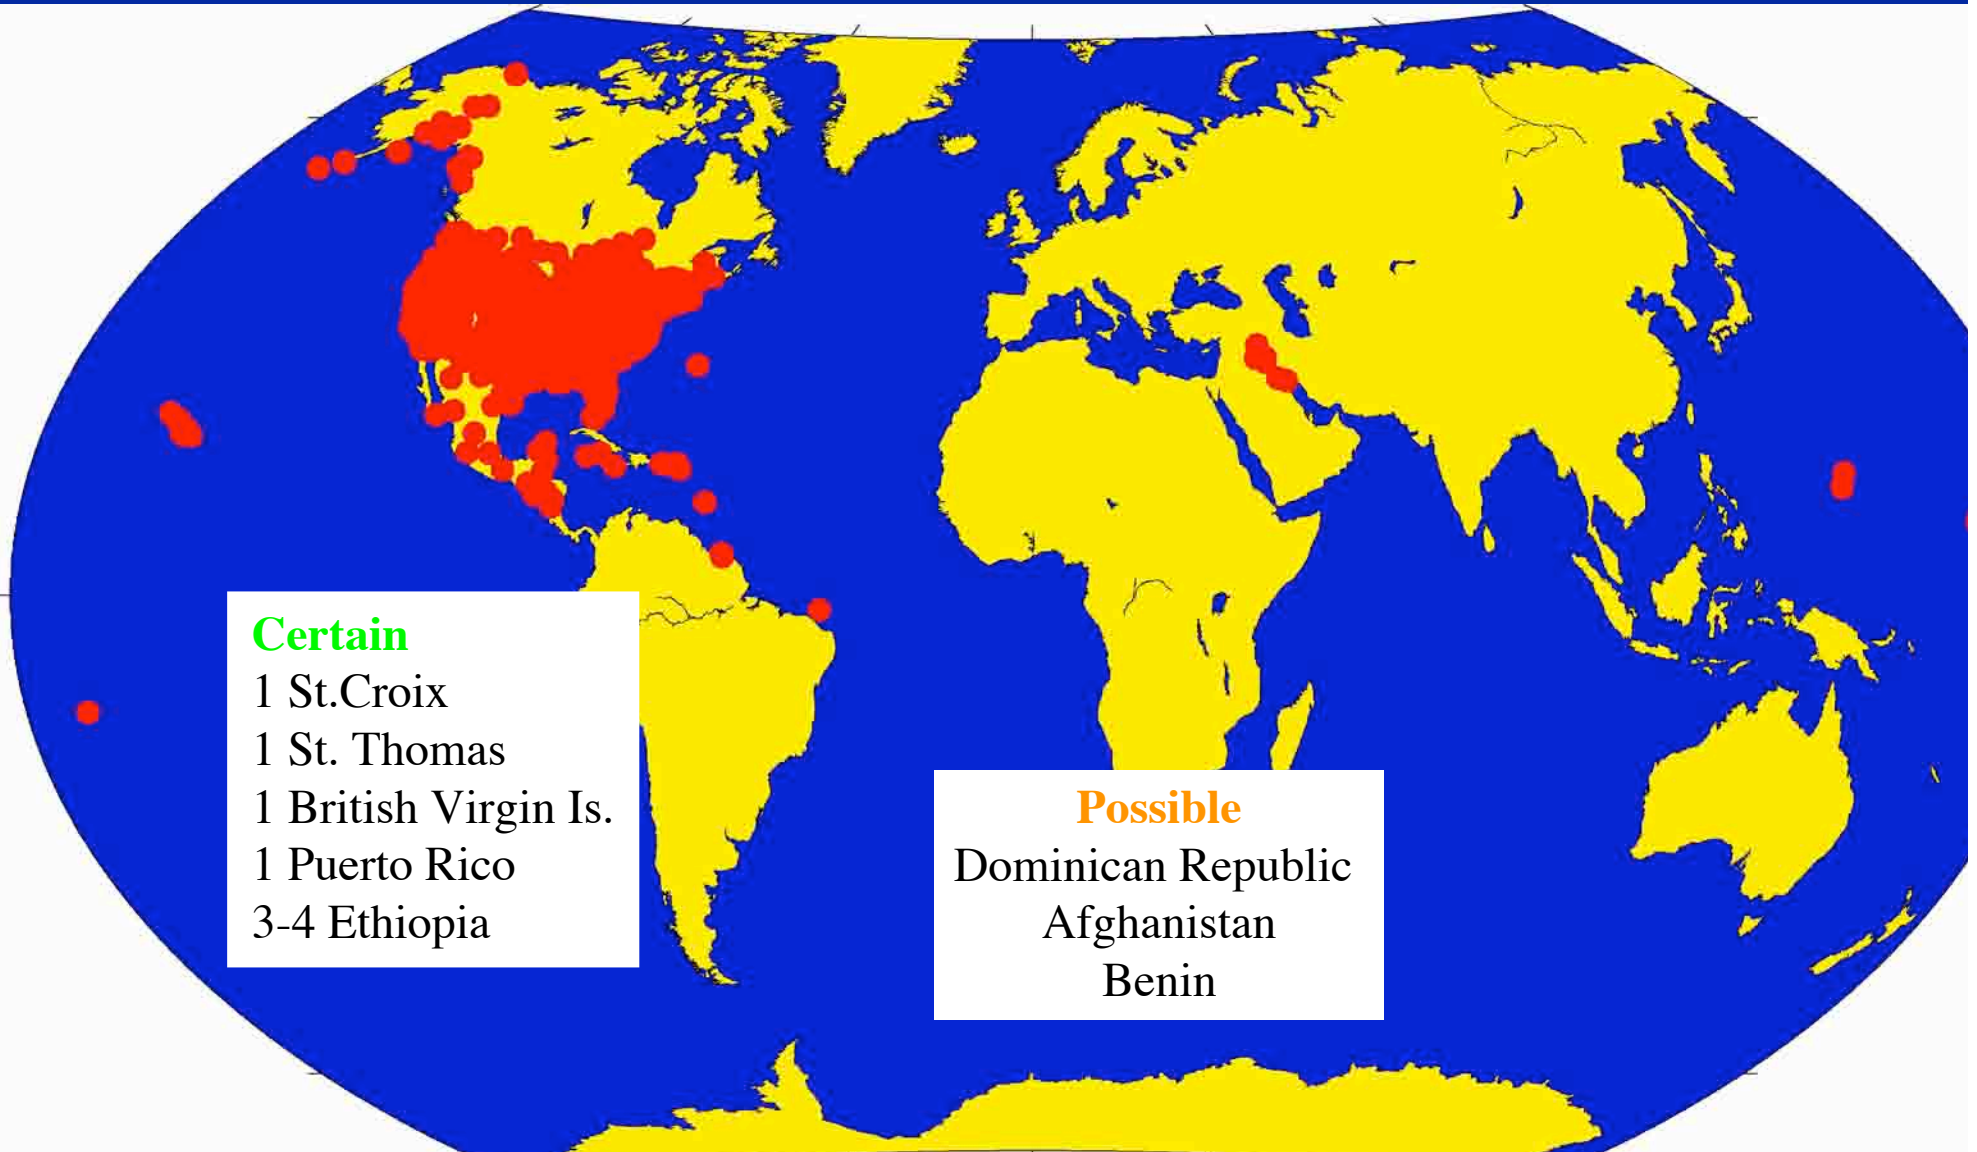 Certain
1 St.Croix
1 St. Thomas
1 British Virgin Is.
1 Puerto Rico
3-4 Ethiopia
Possible
Dominican Republic
Afghanistan
Benin